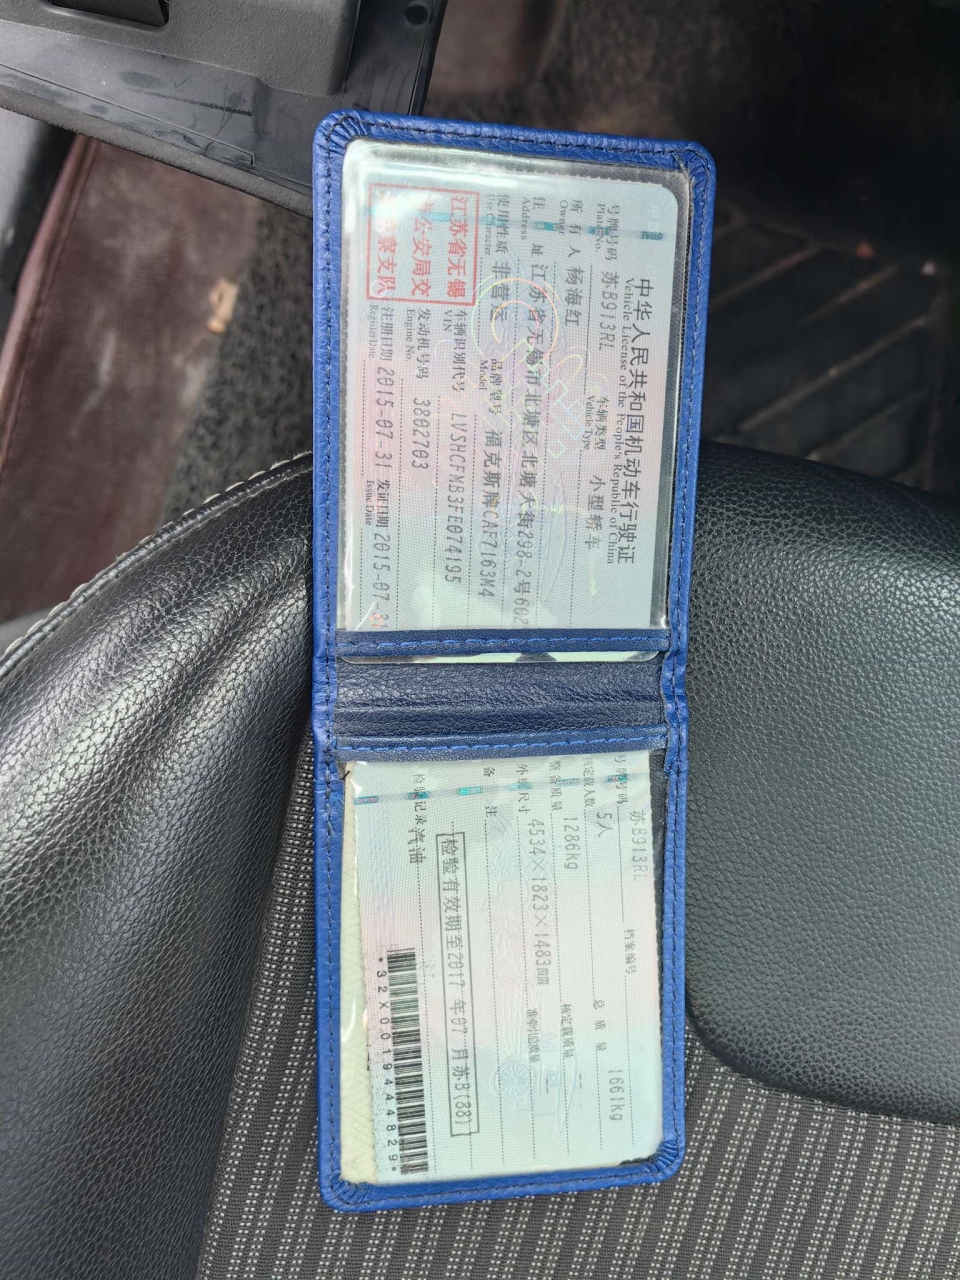 中华人民共和国机动车行驶证
Vehicle License of the People's Republic of China
号牌号码 苏B913RL 车辆类型 小型轿车
Plate No. Vehicle Type
所有人 杨海红
Owner
住址 江苏省无锡市北塘区北塘大街298-2号602
Address
使用性质 非营运 品牌型号 福克斯牌CAF7163M4
Use Character Model
江苏省无锡
市公安局交
警察支队
车辆识别代号 LVSHCFMB3FE074195
VIN
发动机号码 3802703
Engine No.
注册日期 2015-07-31 发证日期 2015-07-31
Register Date Issue Date
号牌号码 苏B913RL 档案编号
核定载人数 5人 总质量 1661kg
整备质量 1286kg 核定载质量 --
外廓尺寸 4534×1823×1483mm 准牵引总质量 --
备注
检验有效期至2017年07月苏B(88)
检验记录 汽油
*32X0019444829*